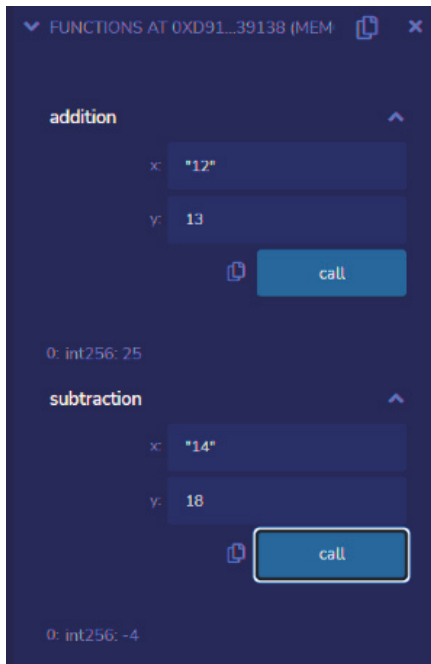 FUNCTIONS AT 0XD91...39138 (MEM
addition
x: "12"
y: 13
call
0: int256: 25
subtraction
x: "14"
y: 18
call
0: int256: -4